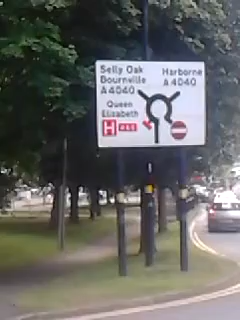 Selly Oak
Bournville
A4040
Harborne
A4040
Queen
Elizabeth
H A&E